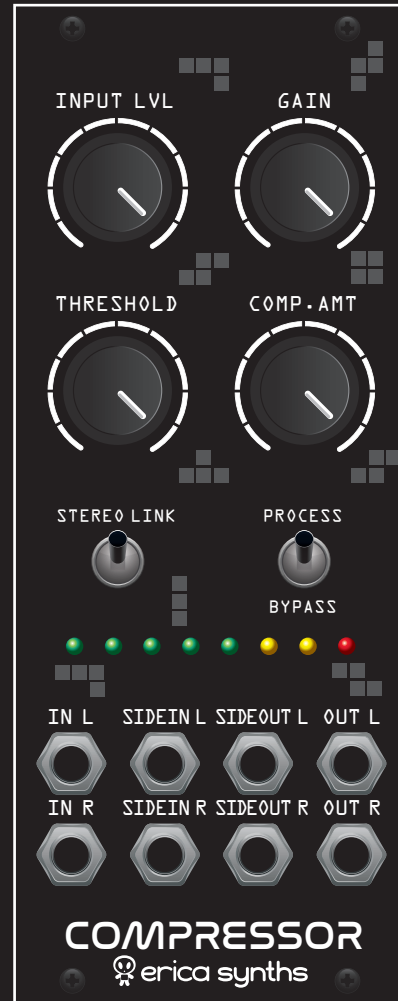 INPUT LVL GAIN
THRESHOLD COMP.AMT
STEREO LINK PROCESS
BYPASS
IN L SIDEIN L SIDEOUT L OUT L
IN R SIDEIN R SIDEOUT R OUT R
COMPRESSOR
erica synths